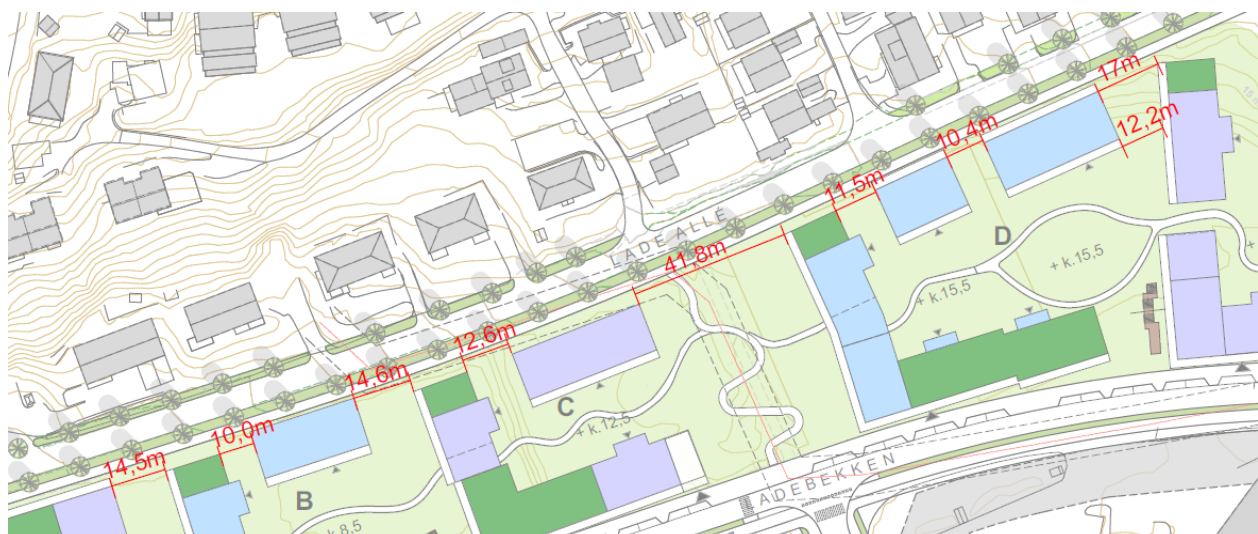 17m
12,2m
10,4m
11,5m
LADE ALLÉ
41,8m
D
+ k.15,5
+ k.15,5
12,6m
14,6m
C
+ k.12,5
10,0m
14,5m
B
ADEBEKKEN
k.8,5